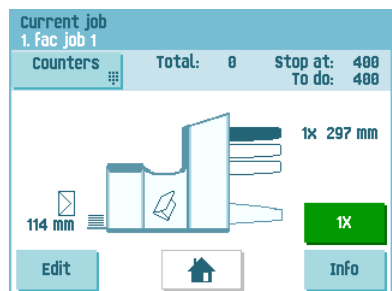 Current job
1. Fac job 1
Counters
Total: 0
Stop at: 400
To do: 400
1X 297 mm
114 mm
1X
Edit
Info